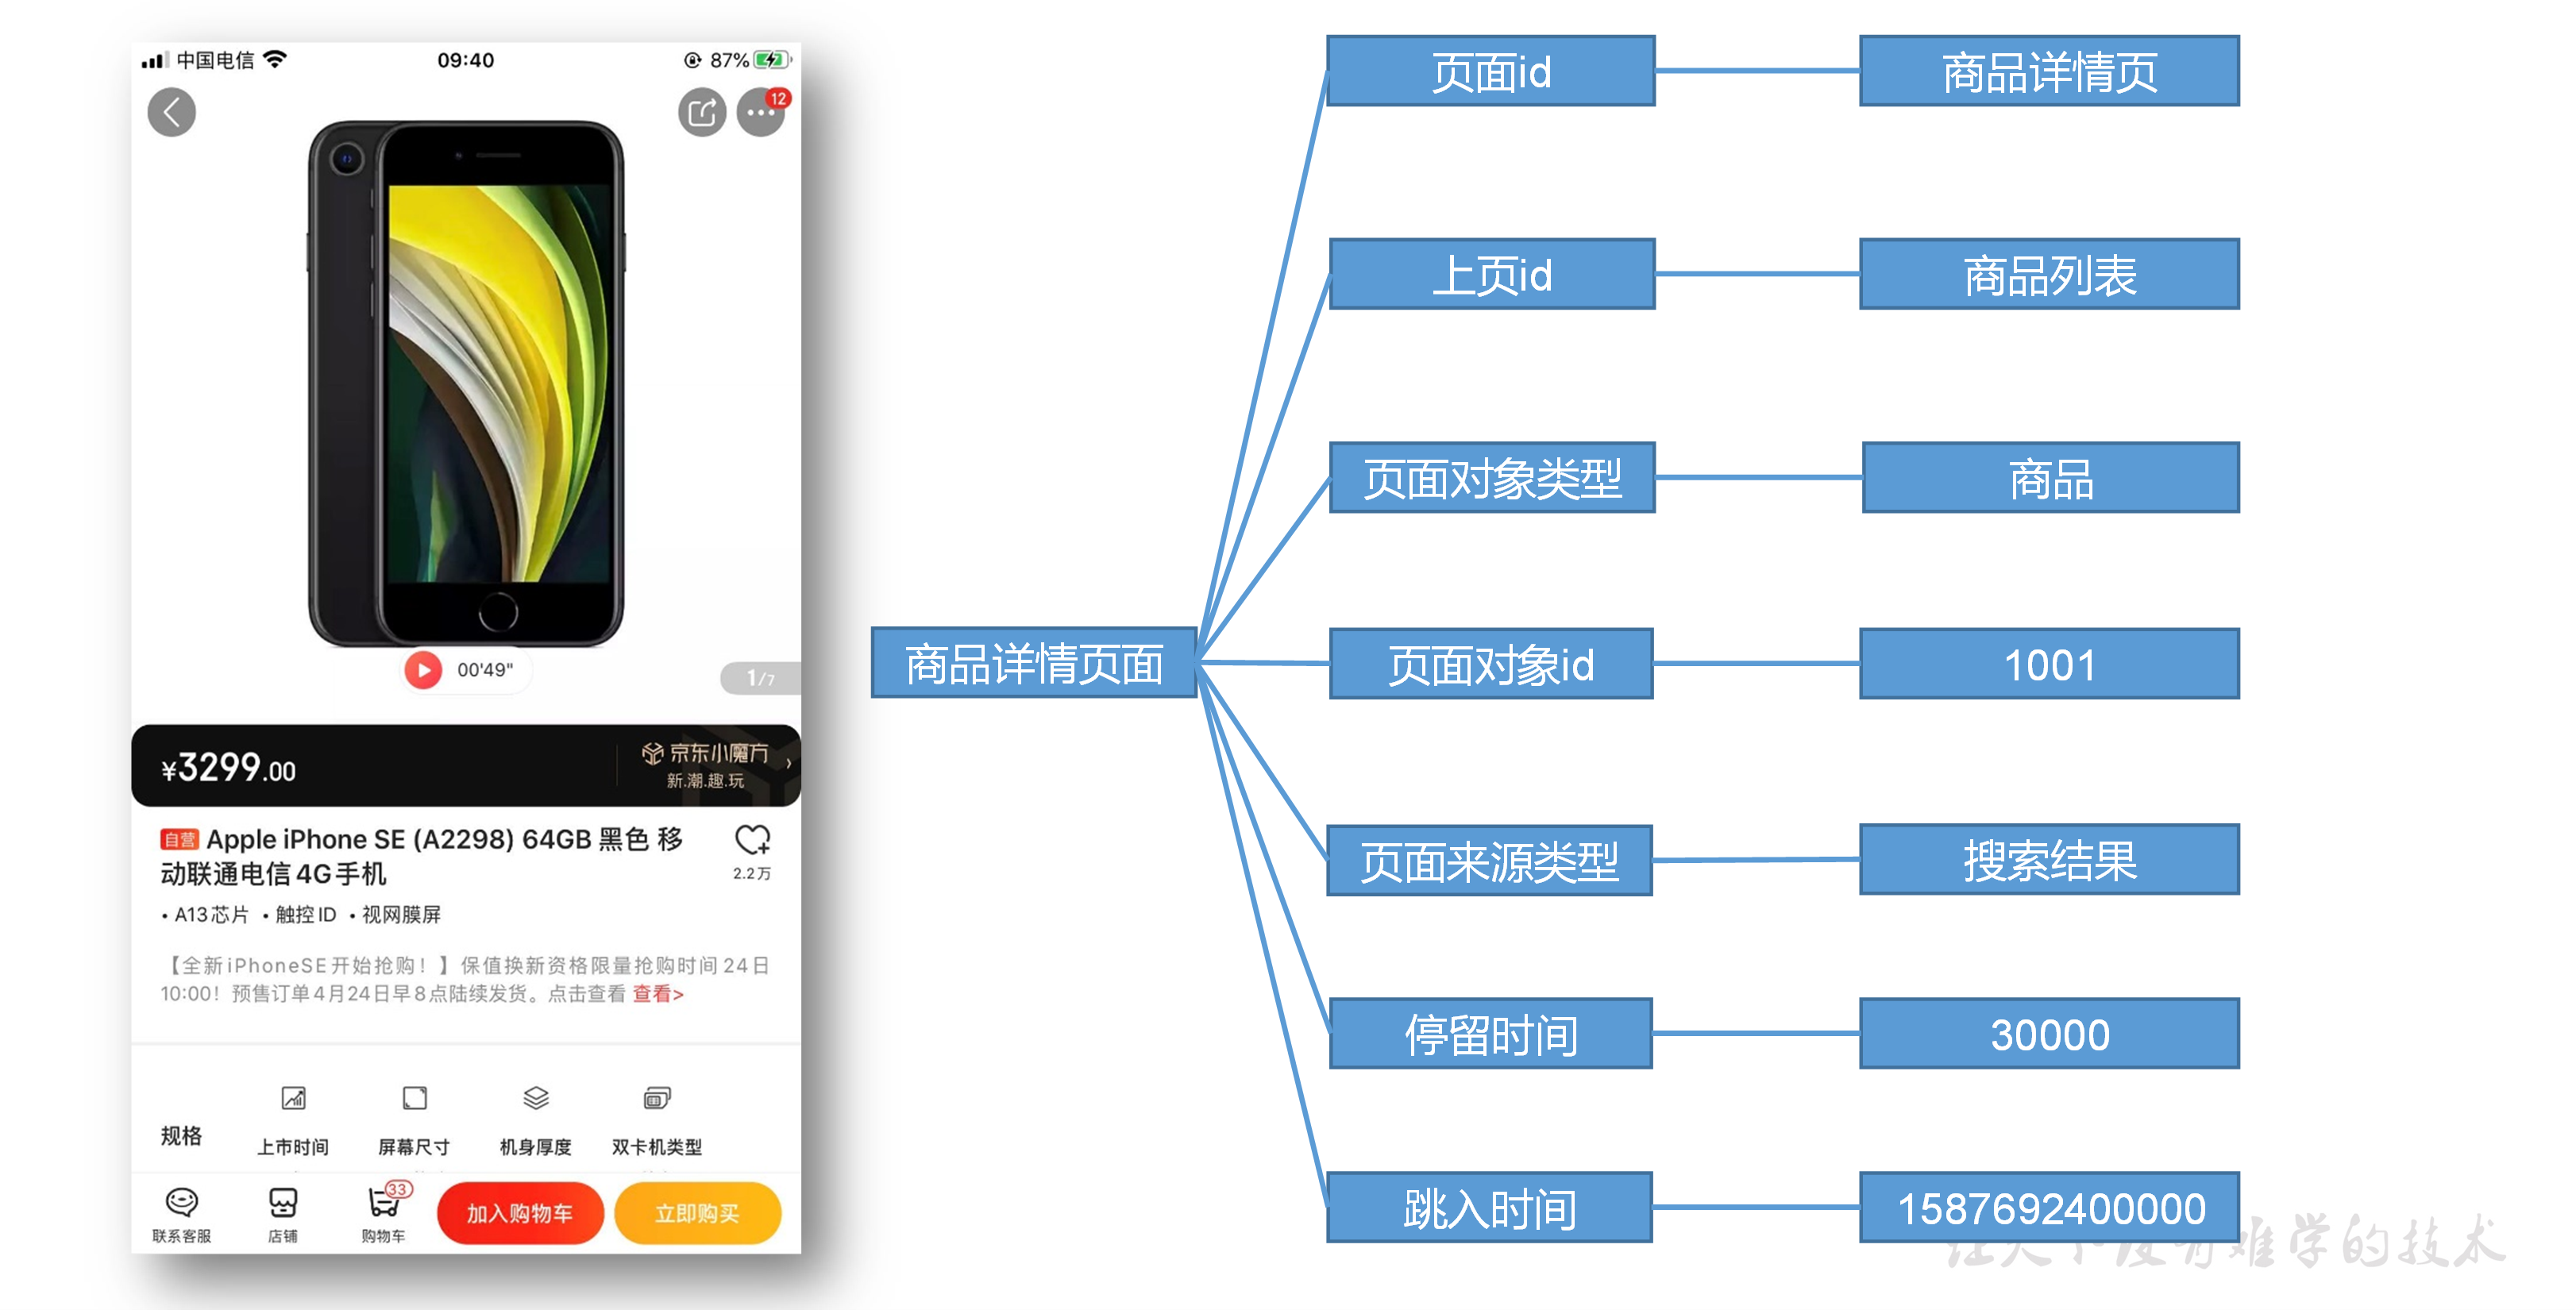 中国电信
09:40
87%
12
00'49"
1/7
¥3299.00
京东小魔方
新.潮.趣.玩
自营 Apple iPhone SE (A2298) 64GB 黑色 移
动联通电信4G手机
• A13芯片 • 触控ID • 视网膜屏
2.2万
【全新iPhoneSE开始抢购！】保值换新资格限量抢购时间24日
10:00！预售订单4月24日早8点陆续发货。点击查看 查看>
规格
上市时间
屏幕尺寸
机身厚度
双卡机类型
联系客服
店铺
33
购物车
加入购物车
立即购买
商品详情页面
页面id
商品详情页
上页id
商品列表
页面对象类型
商品
页面对象id
1001
页面来源类型
搜索结果
停留时间
30000
跳入时间
1587692400000
让天下没有难学的技术